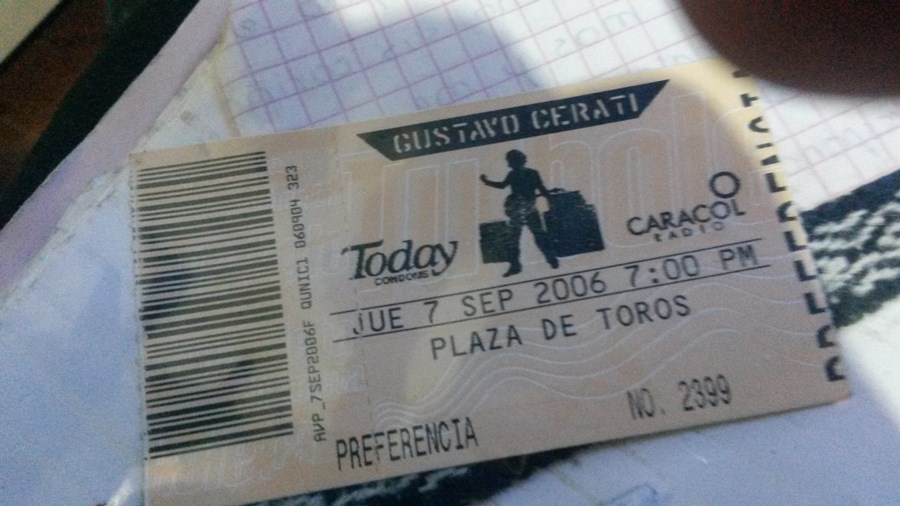 GUSTAVO CERATI
Today
CONDOMS
CARACOL
RADIO
JUE 7 SEP 2006 7:00 PM
PLAZA DE TOROS
PREFERENCIA
NO. 2399
AVP_7SEP2006F QUNIC1 060904 323